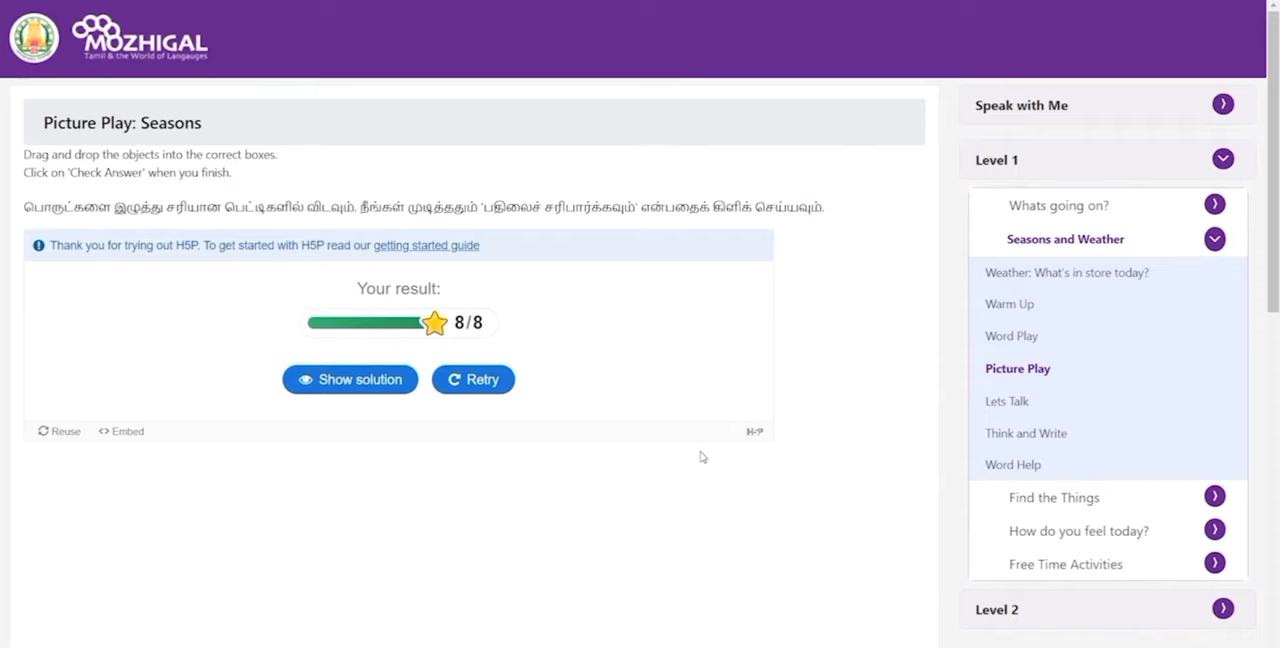 MOZHIGAL
Tamil & the World of Langauges
Picture Play: Seasons
Drag and drop the objects into the correct boxes.
Click on 'Check Answer' when you finish.
பொருட்களை இழுத்து சரியான பெட்டிகளில் விடவும். நீங்கள் முடித்ததும் 'பதிலைச் சரிபார்க்கவும்' என்பதைக் கிளிக் செய்யவும்.
Thank you for trying out H5P. To get started with H5P read our getting started guide
Your result:
8/8
Show solution
Retry
Reuse
Embed
H5P
Speak with Me
Level 1
Whats going on?
Seasons and Weather
Weather: What's in store today?
Warm Up
Word Play
Picture Play
Lets Talk
Think and Write
Word Help
Find the Things
How do you feel today?
Free Time Activities
Level 2